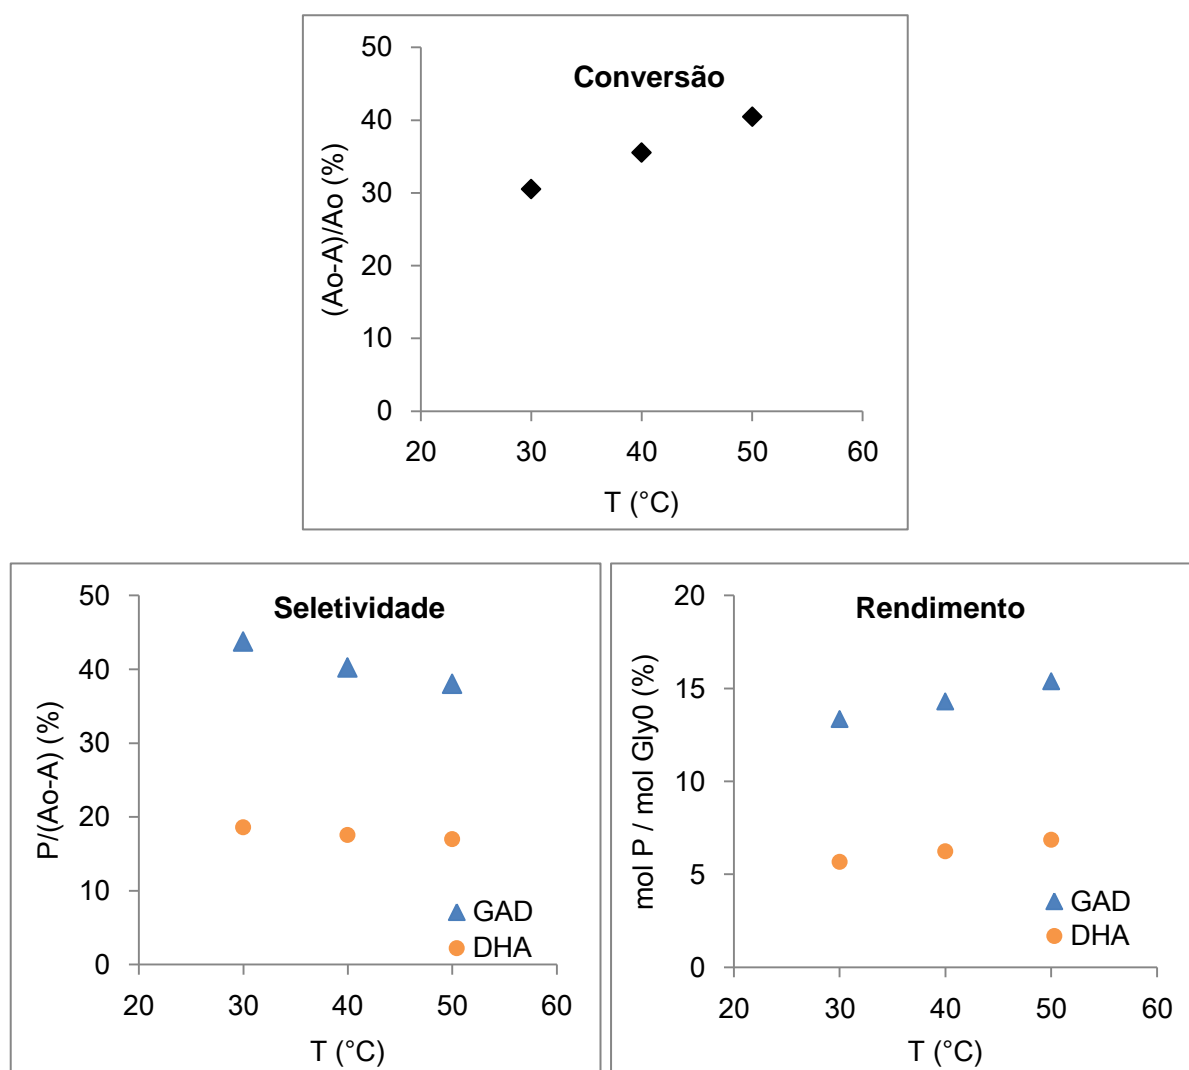 Conversão
(Ao-A)/Ao (%)
50
40
30
20
10
0
20 30 40 50 60
T (°C)
Seletividade
P/(Ao-A) (%)
50
40
30
20
10
0
GAD
DHA
20 30 40 50 60
T (°C)
Rendimento
mol P / mol Gly0 (%)
20
15
10
5
0
GAD
DHA
20 30 40 50 60
T (°C)